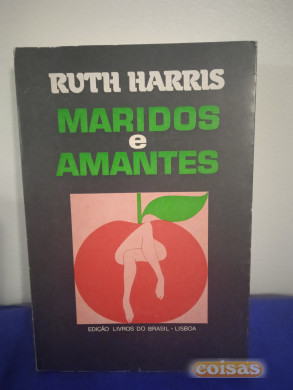 RUTH HARRIS
MARIDOS
e
AMANTES
EDIÇÃO LIVROS DO BRASIL - LISBOA
coisas